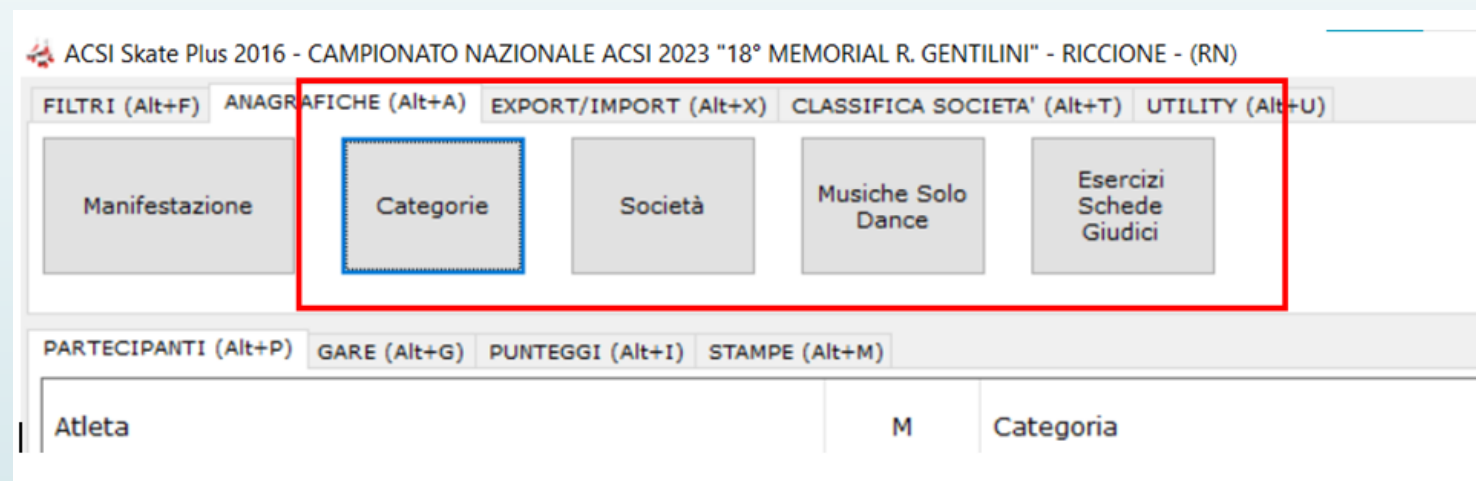 ACSI Skate Plus 2016 - CAMPIONATO NAZIONALE ACSI 2023 "18° MEMORIAL R. GENTILINI" - RICCIONE - (RN)
FILTRI (Alt+F) ANAGRAFICHE (Alt+A) EXPORT/IMPORT (Alt+X) CLASSIFICA SOCIETA' (Alt+T) UTILITY (Alt+U)
Manifestazione
Categorie
Società
Musiche Solo
Dance
Esercizi
Schede
Giudici
PARTECIPANTI (Alt+P) GARE (Alt+G) PUNTEGGI (Alt+I) STAMPE (Alt+M)
Atleta M Categoria